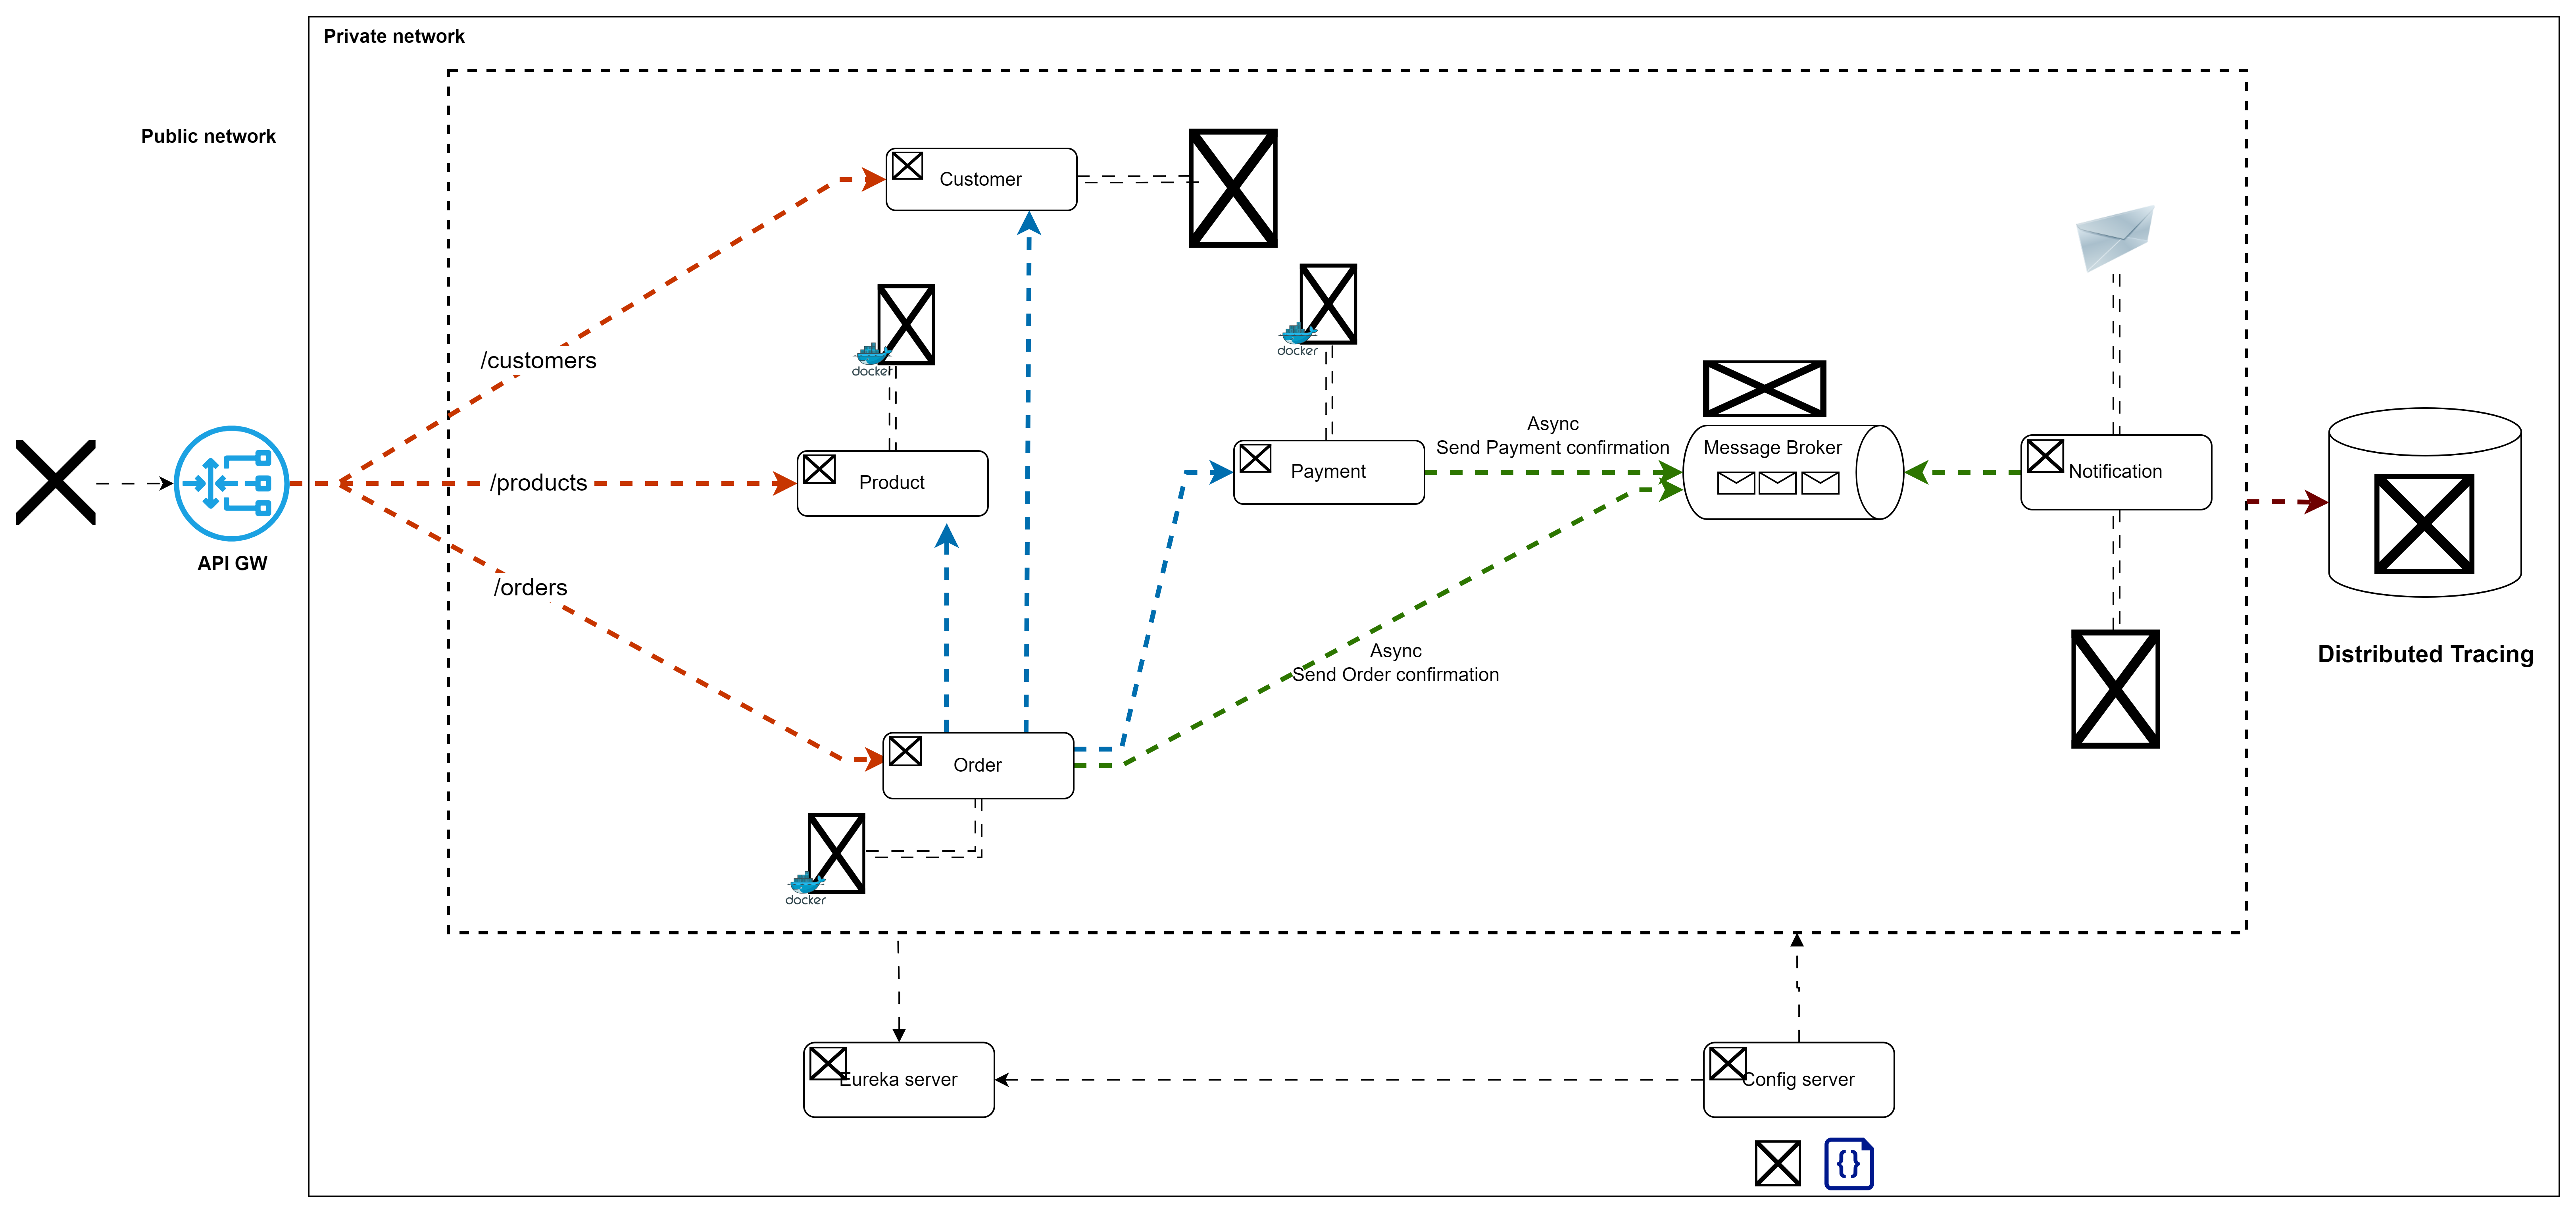 Private network
Public network
Customer
/customers
docker
docker
Async
Send Payment confirmation
Message Broker
/products
Product
Payment
Notification
API GW
/orders
Async
Send Order confirmation
Distributed Tracing
Order
docker
Eureka server
Config server
{}